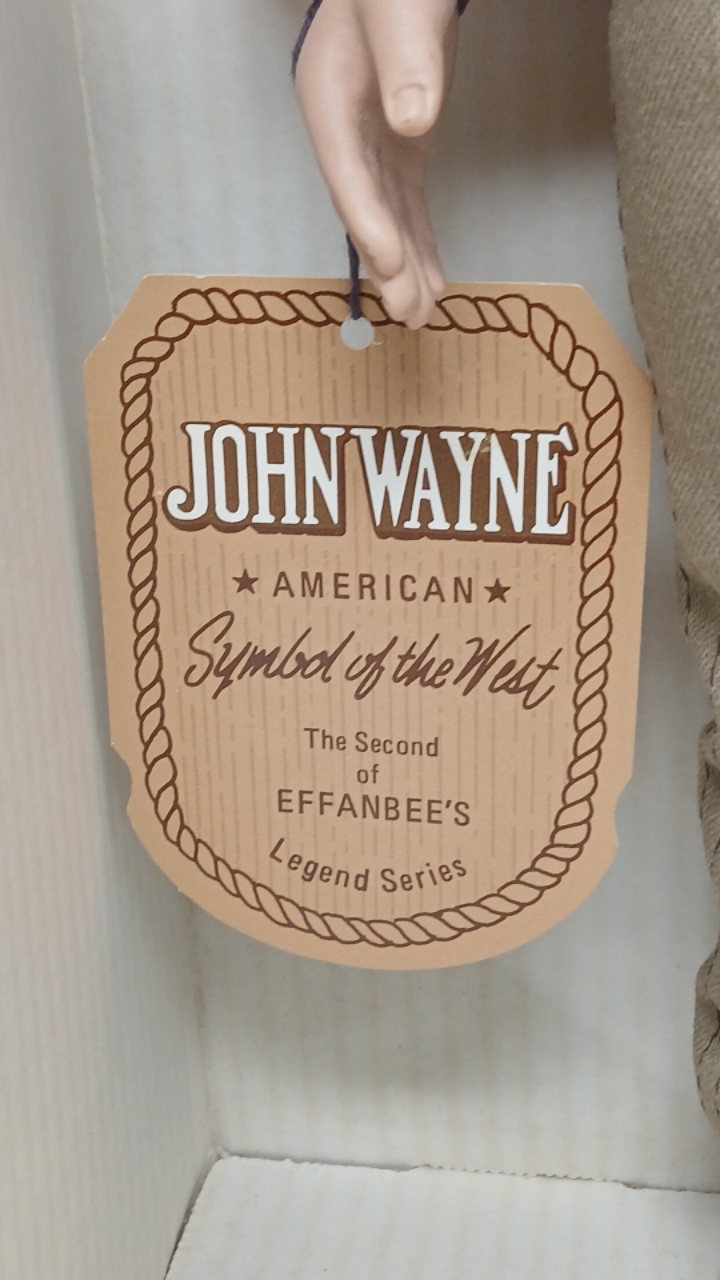 JOHN WAYNE
★ AMERICAN ★
Symbol of the West
The Second
of
EFFANBEE'S
Legend Series